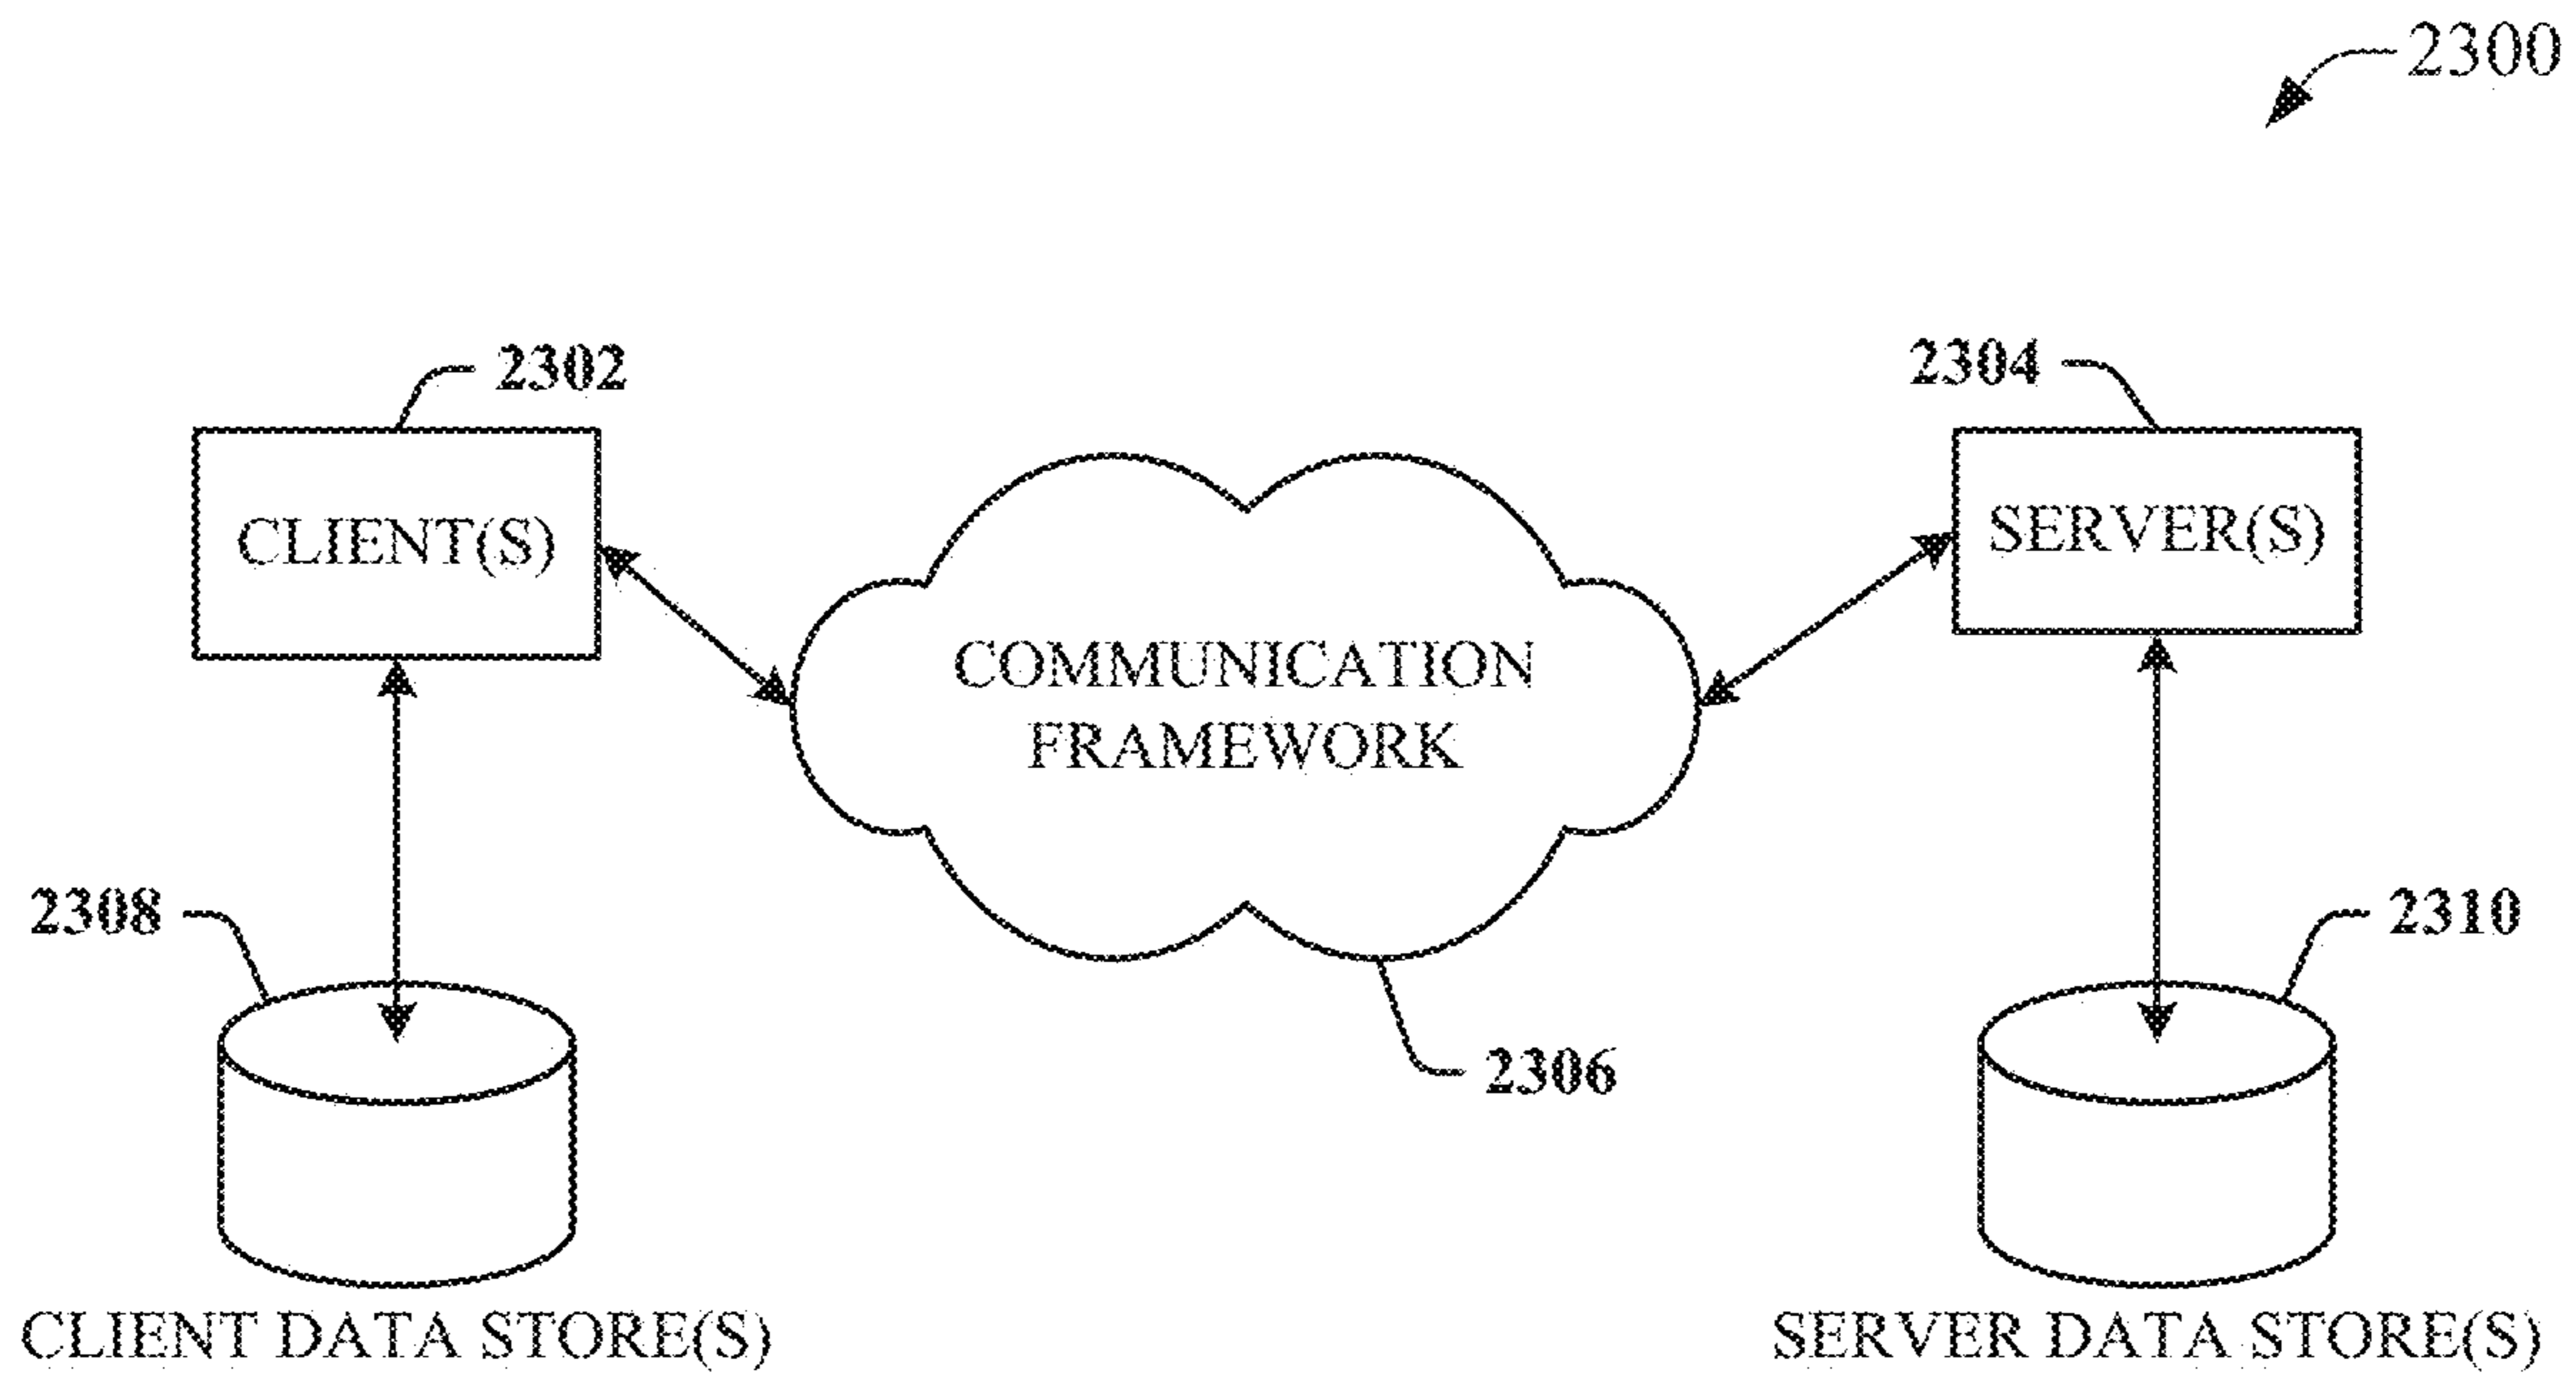 2300
2302
2304
CLIENT(S)
SERVER(S)
COMMUNICATION
FRAMEWORK
2308
2310
2306
CLIENT DATA STORE(S)
SERVER DATA STORE(S)